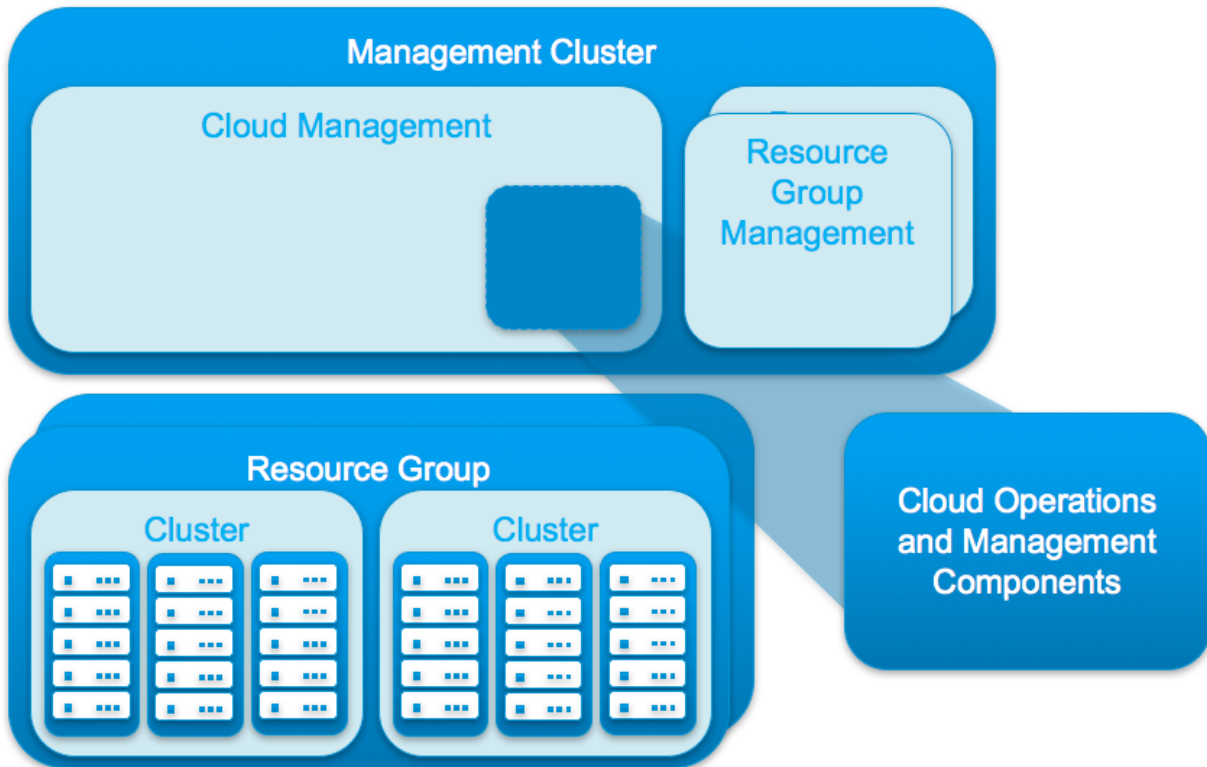 Management Cluster
Cloud Management
Resource
Group
Management
Resource Group
Cluster
Cluster
Cloud Operations
and Management
Components